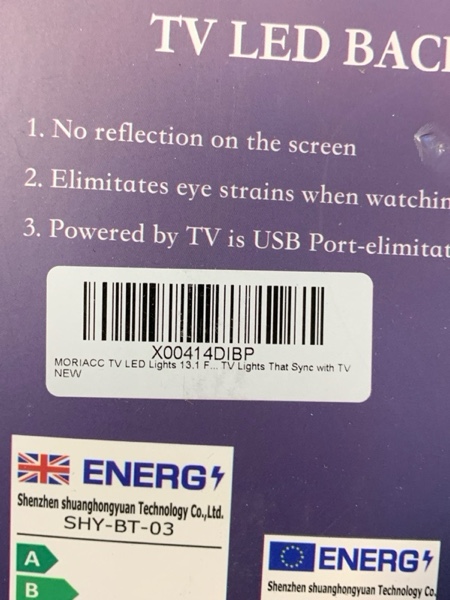 TV LED BAC
1. No reflection on the screen
2. Elimitates eye strains when watchin
3. Powered by TV is USB Port-elimitat
X00414DIBP
MORIACC TV LED Lights 13.1 F... TV Lights That Sync with TV
NEW
ENERG
Shenzhen shuanghongyuan Technology Co.,Ltd.
SHY-BT-03
A
B
ENERG
Shenzhen shuanghongyuan Technology Co.